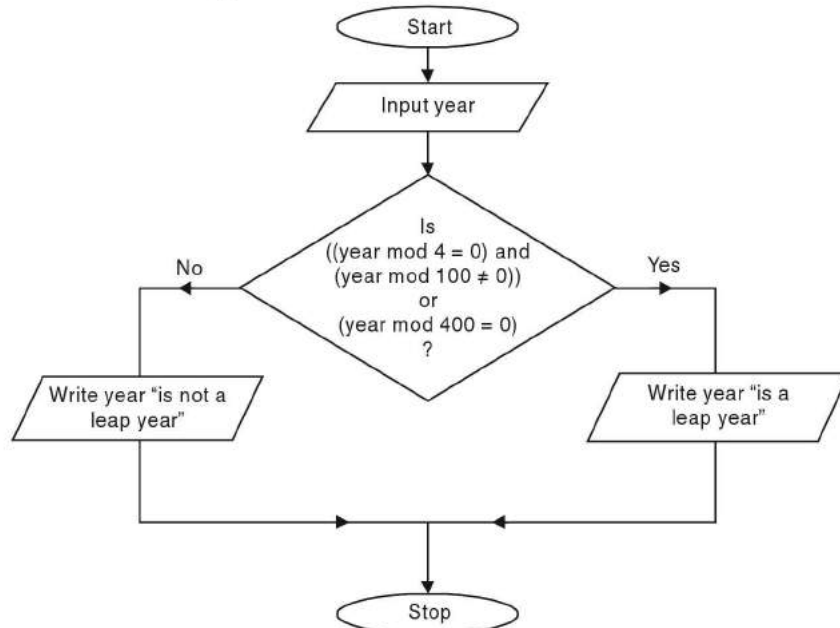 Start
Input year
Is
((year mod 4 = 0) and
(year mod 100 ≠ 0))
or
(year mod 400 = 0)
?
No
Yes
Write year “is not a
leap year”
Write year “is a
leap year”
Stop